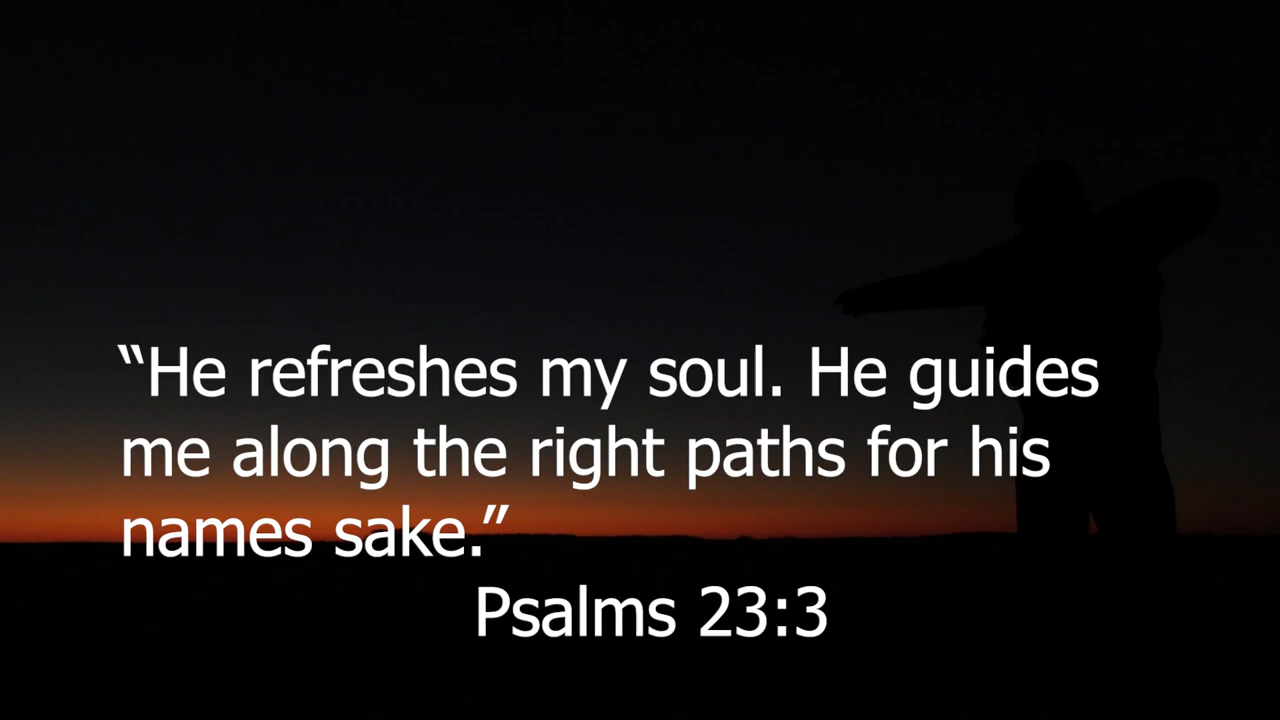 “He refreshes my soul. He guides
me along the right paths for his
names sake.”
Psalms 23:3